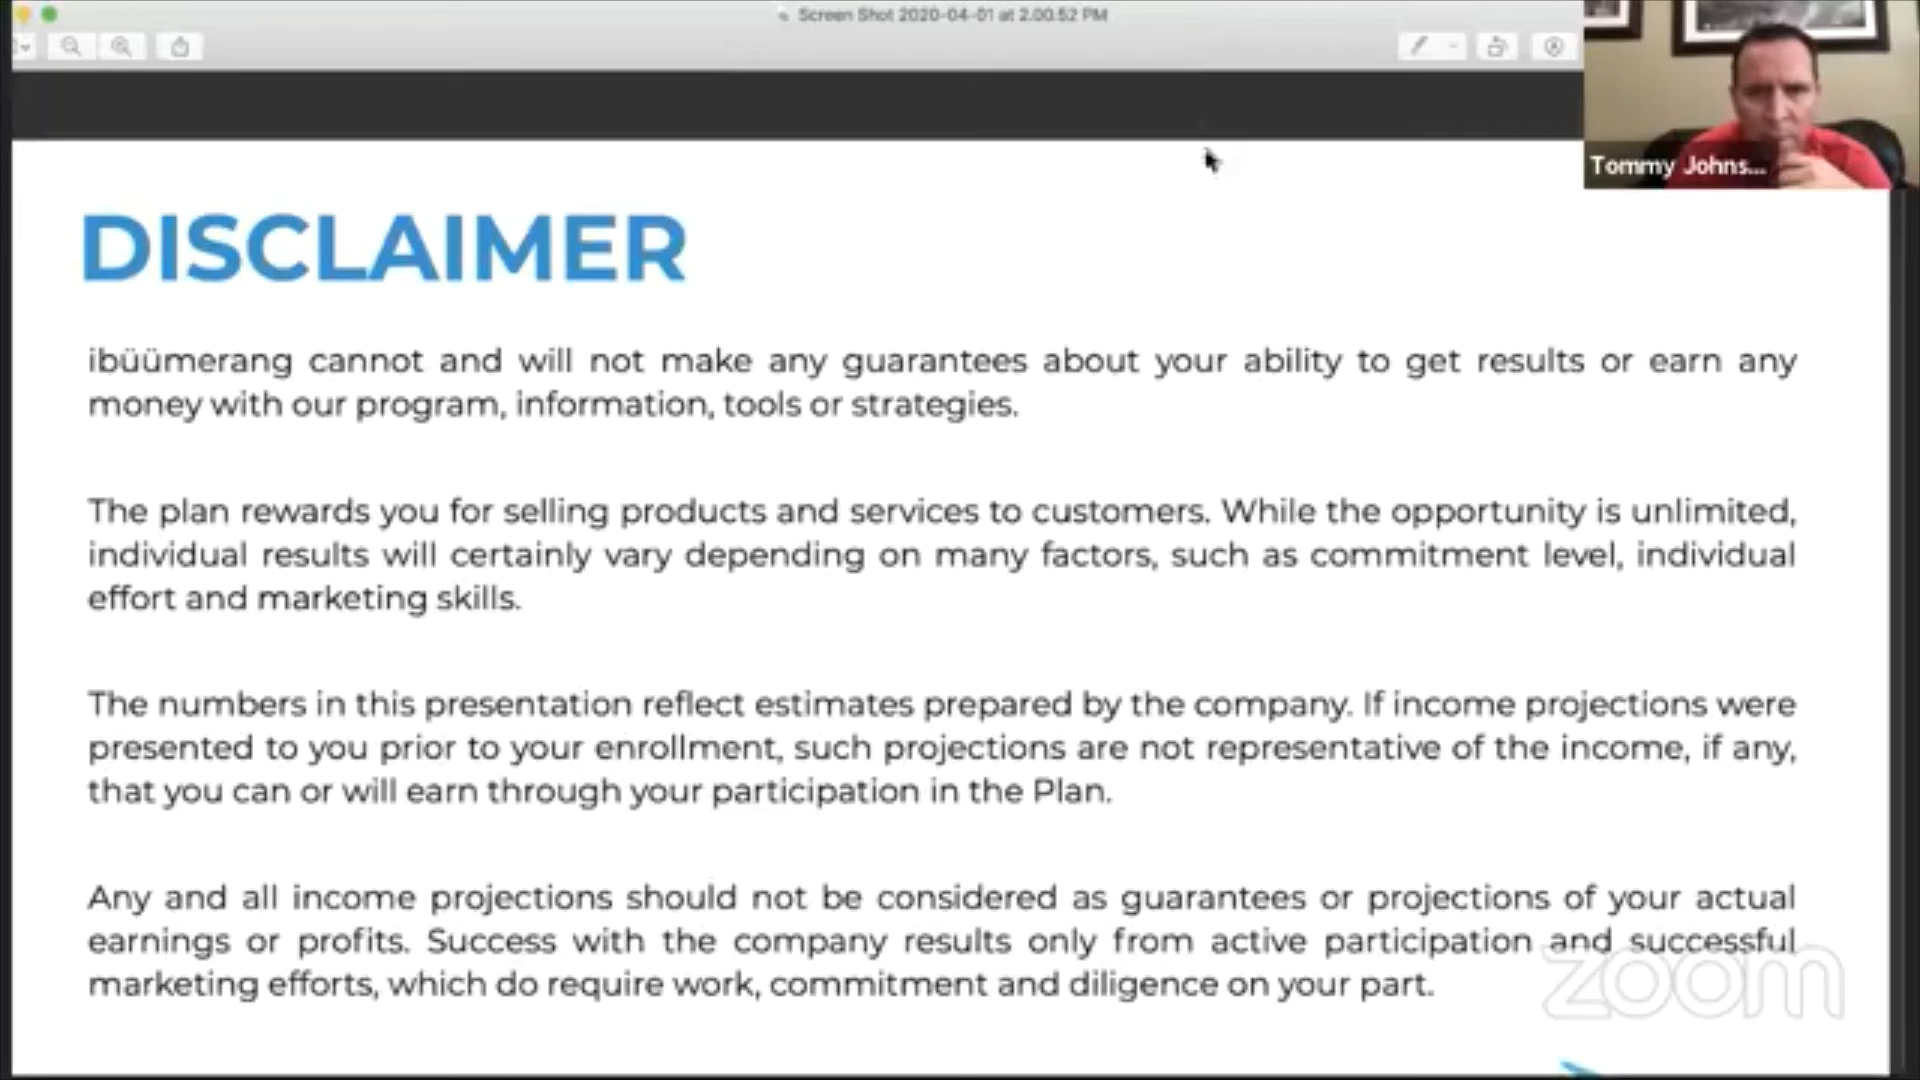 Screen Shot 2020-04-01 at 2.00.52 PM
Tommy Johns...
DISCLAIMER
ibüümerang cannot and will not make any guarantees about your ability to get results or earn any
money with our program, information, tools or strategies.
The plan rewards you for selling products and services to customers. While the opportunity is unlimited,
individual results will certainly vary depending on many factors, such as commitment level, individual
effort and marketing skills.
The numbers in this presentation reflect estimates prepared by the company. If income projections were
presented to you prior to your enrollment, such projections are not representative of the income, if any,
that you can or will earn through your participation in the Plan.
Any and all income projections should not be considered as guarantees or projections of your actual
earnings or profits. Success with the company results only from active participation and successful
marketing efforts, which do require work, commitment and diligence on your part.
zoom